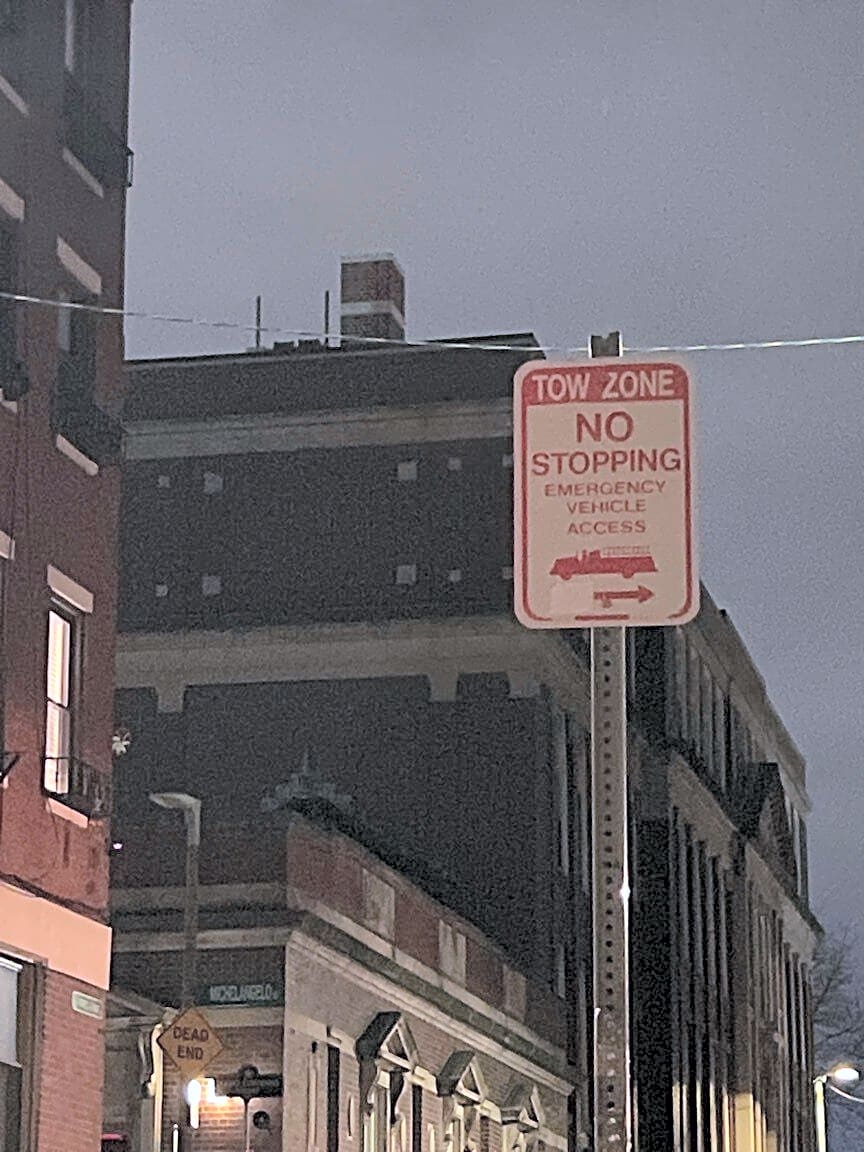 TOW ZONE
NO
STOPPING
EMERGENCY
VEHICLE
ACCESS
MICHELANGELO
DEAD
END